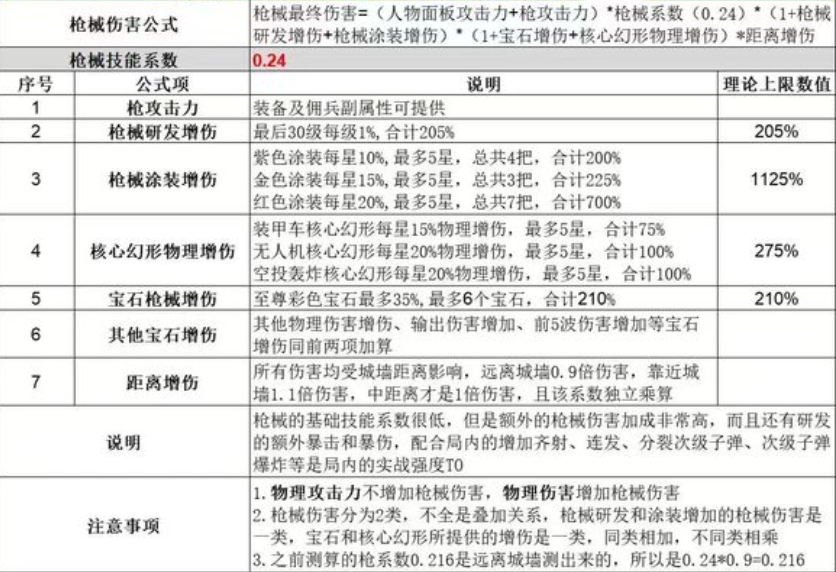 枪械伤害公式
枪械最终伤害=（人物面板攻击力+枪攻击力）*枪械系数（0.24）*（1+枪械
研发增伤+枪械涂装增伤）*（1+宝石增伤+核心幻形物理增伤）*距离增伤
枪械技能系数 0.24
序号 公式项 说明 理论上限数值
1 枪攻击力 装备及佣兵副属性可提供
2 枪械研发增伤 最后30级每级1%,合计205% 205%
3 枪械涂装增伤 1125%
紫色涂装每星10%,最多5星，总共4把，合计200%
金色涂装每星15%,最多5星，总共3把，合计225%
红色涂装每星20%,最多5星，总共7把，合计700%
4 核心幻形物理增伤 275%
装甲车核心幻形每星15%物理增伤，最多5星，合计75%
无人机核心幻形每星20%物理增伤，最多5星，合计100%
空投轰炸核心幻形每星20%物理增伤，最多5星，合计100%
5 宝石枪械增伤 至尊彩色宝石最多35%,最多6个宝石，合计210% 210%
6 其他宝石增伤
其他物理伤害增伤、输出伤害增加、前5波伤害增加等宝石
增伤同前两项加算
7 距离增伤
所有伤害均受城墙距离影响，远离城墙0.9倍伤害，靠近城
墙1.1倍伤害，中距离才是1倍伤害，且该系数独立乘算
说明
枪械的基础技能系数很低，但是额外的枪械伤害加成非常高，而且还有研发
的额外暴击和暴伤，配合局内的增加齐射、连发、分裂次级子弹、次级子弹
爆炸等是局内的实战强度T0
注意事项
1.物理攻击力不增加枪械伤害，物理伤害增加枪械伤害
2.枪械伤害分为2类，不全是叠加关系，枪械研发和涂装增加的枪械伤害是
一类，宝石和核心幻形所提供的增伤是一类，同类相加，不同类相乘
3.之前测算的枪系数0.216是远离城墙测出来的，所以是0.24*0.9=0.216